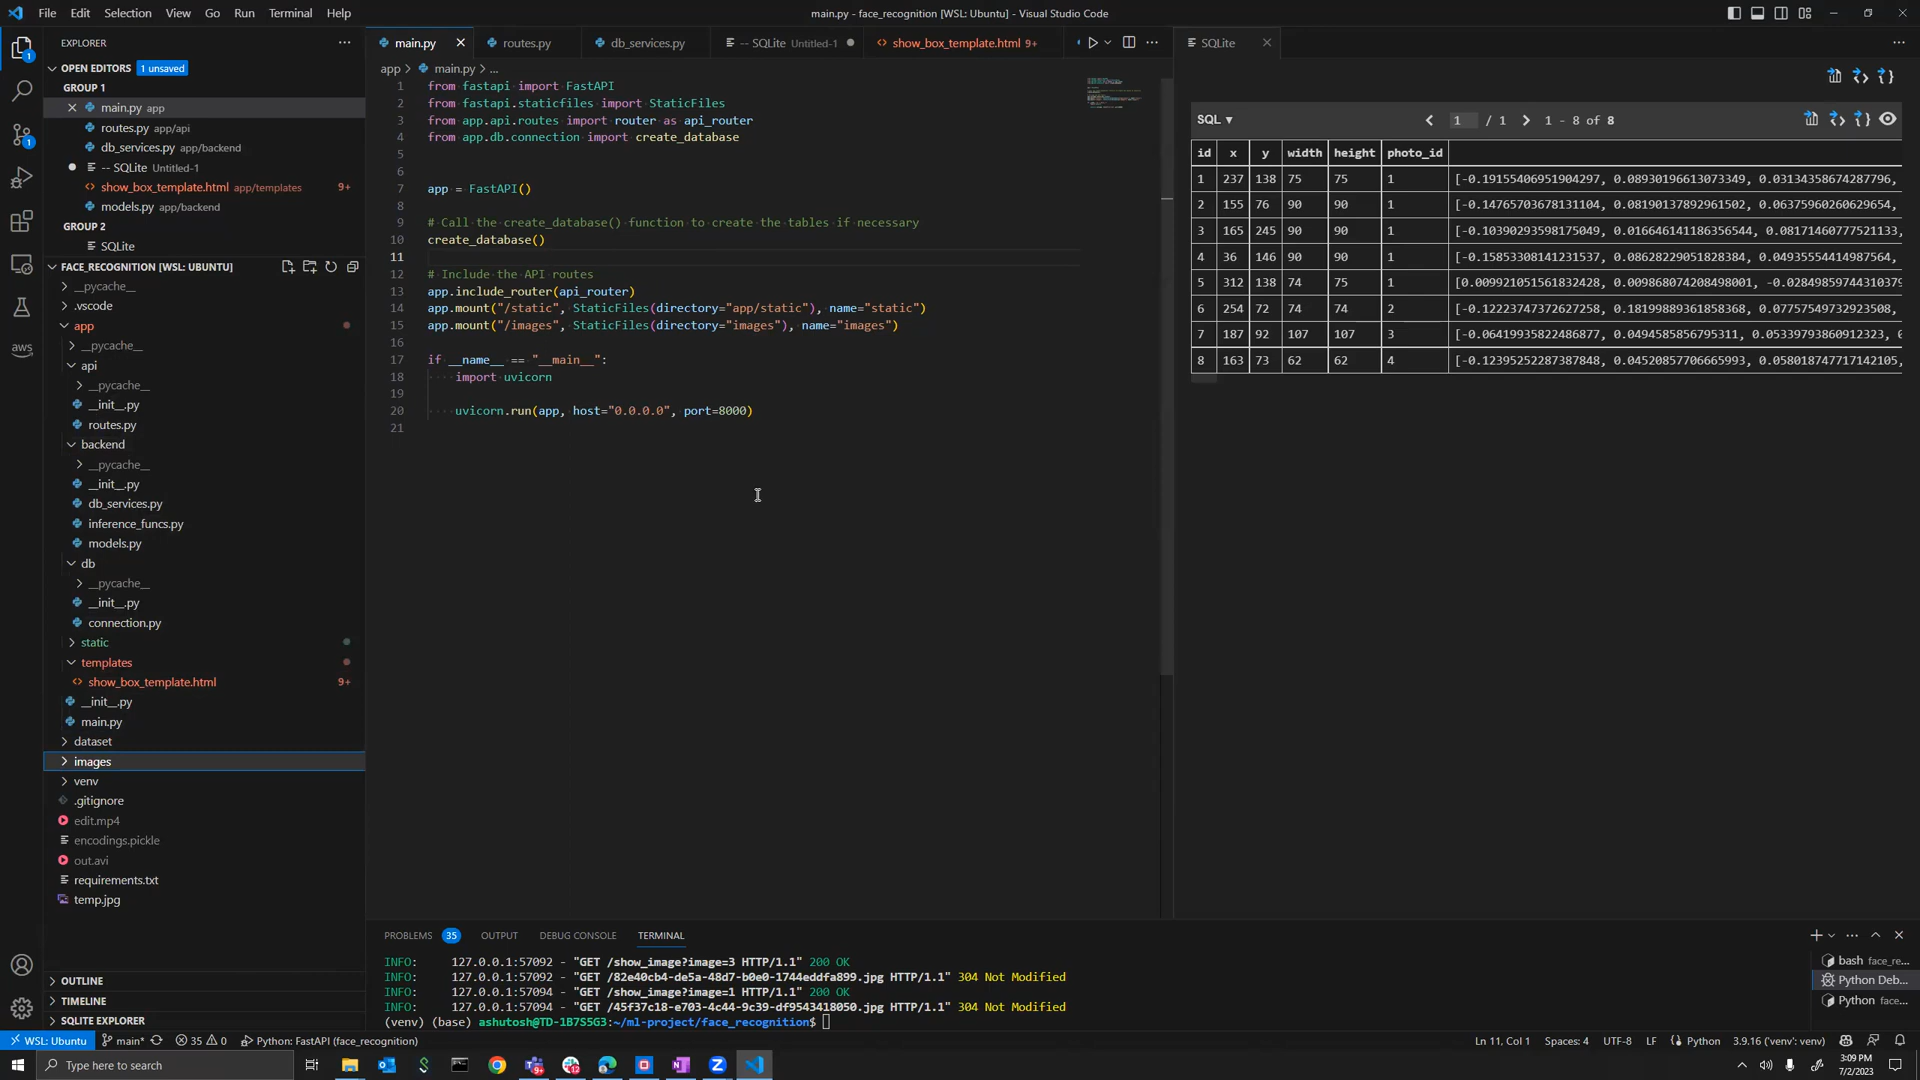 File Edit Selection View Go Run Terminal Help
main.py - face_recognition [WSL: Ubuntu] - Visual Studio Code
EXPLORER
OPEN EDITORS 1 unsaved
GROUP 1
main.py app
routes.py app/api
db_services.py app/backend
-- SQLite Untitled-1
show_box_template.html app/templates 9+
models.py app/backend
GROUP 2
SQLite
FACE_RECOGNITION [WSL: UBUNTU]
__pycache__
.vscode
app
__pycache__
api
__pycache__
__init__.py
routes.py
backend
__pycache__
__init__.py
db_services.py
inference_funcs.py
models.py
db
__pycache__
__init__.py
connection.py
static
templates
show_box_template.html 9+
__init__.py
main.py
dataset
images
venv
.gitignore
edit.mp4
encodings.pickle
out.avi
requirements.txt
temp.jpg
OUTLINE
TIMELINE
SQLITE EXPLORER
main.py routes.py db_services.py -- SQLite Untitled-1 show_box_template.html 9+
app > main.py > ...
1 from fastapi import FastAPI
2 from fastapi.staticfiles import StaticFiles
3 from app.api.routes import router as api_router
4 from app.db.connection import create_database
5
6
7 app = FastAPI()
8
9 # Call the create_database() function to create the tables if necessary
10 create_database()
11
12 # Include the API routes
13 app.include_router(api_router)
14 app.mount("/static", StaticFiles(directory="app/static"), name="static")
15 app.mount("/images", StaticFiles(directory="images"), name="images")
16
17 if __name__ == "__main__":
18 import uvicorn
19
20 uvicorn.run(app, host="0.0.0.0", port=8000)
21
SQLite
SQL 1 / 1 1 - 8 of 8
id x y width height photo_id
1 237 138 75 75 1 [-0.19155406951904297, 0.08930196613073349, 0.03134358674287796,
2 155 76 90 90 1 [-0.14765703678131104, 0.08190137892961502, 0.06375960260629654,
3 165 245 90 90 1 [-0.10390293598175049, 0.016646141186356544, 0.08171460777521133,
4 36 146 90 90 1 [-0.15853308141231537, 0.08628229051828384, 0.04935554414987564,
5 312 138 74 75 1 [0.009921051561832428, 0.009868074208498001, -0.0284985974431037
6 254 72 74 74 2 [-0.12223747372627258, 0.18199889361858368, 0.07757549732923508,
7 187 92 107 107 3 [-0.06419935822486877, 0.0494585856795311, 0.05339793860912323, 0
8 163 73 62 62 4 [-0.12395252287387848, 0.04520857706665993, 0.058018747717142105,
PROBLEMS 35 OUTPUT DEBUG CONSOLE TERMINAL
INFO: 127.0.0.1:57092 - "GET /show_image?image=3 HTTP/1.1" 200 OK
INFO: 127.0.0.1:57092 - "GET /82e40cb4-de5a-48d7-b0e0-1744eddfa899.jpg HTTP/1.1" 304 Not Modified
INFO: 127.0.0.1:57094 - "GET /show_image?image=1 HTTP/1.1" 200 OK
INFO: 127.0.0.1:57094 - "GET /45f37c18-e703-4c44-9c39-df9543418050.jpg HTTP/1.1" 304 Not Modified
(venv) (base) ashutosh@TD-1B7S5G3:~/ml-project/face_recognition$
bash face_re...
Python Deb...
Python face...
WSL: Ubuntu main* 35 0 Python: FastAPI (face_recognition)
Ln 11, Col 1 Spaces: 4 UTF-8 LF Python 3.9.16 ('venv': venv)
Type here to search
3:09 PM
7/2/2023